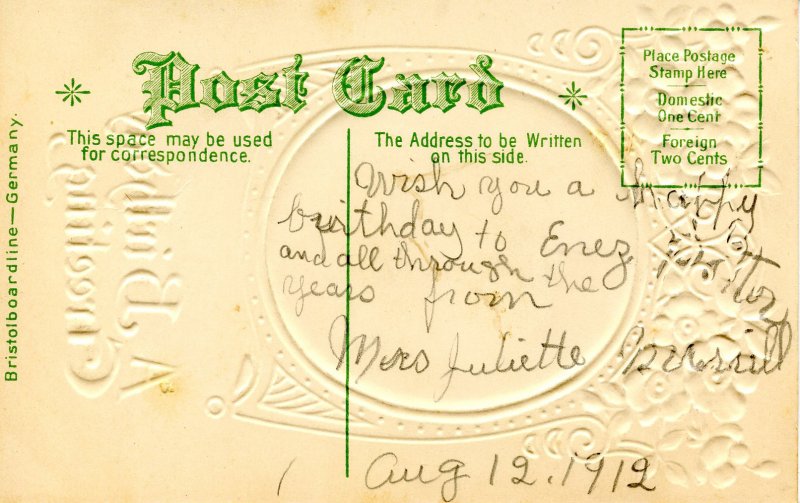 Post Card
This space may be used
for correspondence.
The Address to be Written
on this side.
Place Postage
Stamp Here
Domestic
One Cent
Foreign
Two Cents
Bristolboardline—Germany.
Wish you a happy
birthday to Enez
and all through the
years from
Mrs Juliette
Aug 12. 1912